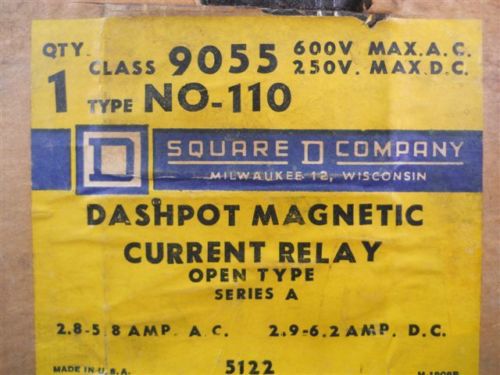 QTY. CLASS 9055 600V MAX. A.C.
1 TYPE NO-110 250V. MAX. D.C.
D SQUARE D COMPANY
MILWAUKEE 12, WISCONSIN
DASHPOT MAGNETIC
CURRENT RELAY
OPEN TYPE
SERIES A
2.8-5.8 AMP. A.C. 2.9-6.2 AMP. D.C.
MADE IN U.S.A. 5122